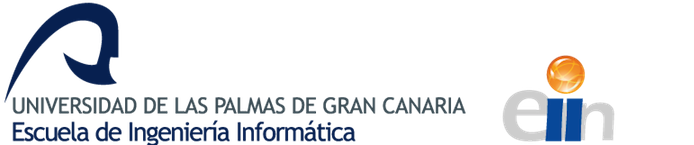 UNIVERSIDAD DE LAS PALMAS DE GRAN CANARIA
Escuela de Ingeniería Informática
eiin